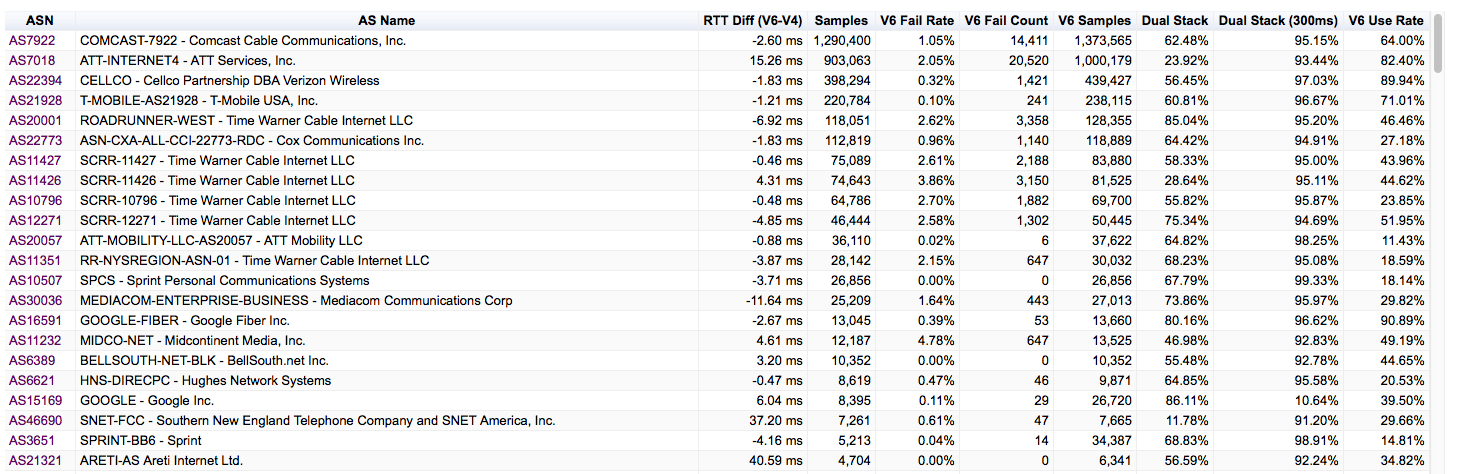 ASN AS Name RTT Diff (V6-V4) Samples V6 Fail Rate V6 Fail Count V6 Samples Dual Stack Dual Stack (300ms) V6 Use Rate
AS7922 COMCAST-7922 - Comcast Cable Communications, Inc. -2.60 ms 1,290,400 1.05% 14,411 1,373,565 62.48% 95.15% 64.00%
AS7018 ATT-INTERNET4 - ATT Services, Inc. 15.26 ms 903,063 2.05% 20,520 1,000,179 23.92% 93.44% 82.40%
AS22394 CELLCO - Cellco Partnership DBA Verizon Wireless -1.83 ms 398,294 0.32% 1,421 439,427 56.45% 97.03% 89.94%
AS21928 T-MOBILE-AS21928 - T-Mobile USA, Inc. -1.21 ms 220,784 0.10% 241 238,115 60.81% 96.67% 71.01%
AS20001 ROADRUNNER-WEST - Time Warner Cable Internet LLC -6.92 ms 118,051 2.62% 3,358 128,355 85.04% 95.20% 46.46%
AS22773 ASN-CXA-ALL-CCI-22773-RDC - Cox Communications Inc. -1.83 ms 112,819 0.96% 1,140 118,889 64.42% 94.91% 27.18%
AS11427 SCRR-11427 - Time Warner Cable Internet LLC -0.46 ms 75,089 2.61% 2,188 83,880 58.33% 95.00% 43.96%
AS11426 SCRR-11426 - Time Warner Cable Internet LLC 4.31 ms 74,643 3.86% 3,150 81,525 28.64% 95.11% 44.62%
AS10796 SCRR-10796 - Time Warner Cable Internet LLC -0.48 ms 64,786 2.70% 1,882 69,700 55.82% 95.87% 23.85%
AS12271 SCRR-12271 - Time Warner Cable Internet LLC -4.85 ms 46,444 2.58% 1,302 50,445 75.34% 94.69% 51.95%
AS20057 ATT-MOBILITY-LLC-AS20057 - ATT Mobility LLC -0.88 ms 36,110 0.02% 6 37,622 64.82% 98.25% 11.43%
AS11351 RR-NYSREGION-ASN-01 - Time Warner Cable Internet LLC -3.87 ms 28,142 2.15% 647 30,032 68.23% 95.08% 18.59%
AS10507 SPCS - Sprint Personal Communications Systems -3.71 ms 26,856 0.00% 0 26,856 67.79% 99.33% 18.14%
AS30036 MEDIACOM-ENTERPRISE-BUSINESS - Mediacom Communications Corp -11.64 ms 25,209 1.64% 443 27,013 73.86% 95.97% 29.82%
AS16591 GOOGLE-FIBER - Google Fiber Inc. -2.67 ms 13,045 0.39% 53 13,660 80.16% 96.62% 90.89%
AS11232 MIDCO-NET - Midcontinent Media, Inc. 4.61 ms 12,187 4.78% 647 13,525 46.98% 92.83% 49.19%
AS6389 BELLSOUTH-NET-BLK - BellSouth.net Inc. 3.20 ms 10,352 0.00% 0 10,352 55.48% 92.78% 44.65%
AS6621 HNS-DIRECPC - Hughes Network Systems -0.47 ms 8,619 0.47% 46 9,871 64.85% 95.58% 20.53%
AS15169 GOOGLE - Google Inc. 6.04 ms 8,395 0.11% 29 26,720 86.11% 10.64% 39.50%
AS46690 SNET-FCC - Southern New England Telephone Company and SNET America, Inc. 37.20 ms 7,261 0.61% 47 7,665 11.78% 91.20% 29.66%
AS3651 SPRINT-BB6 - Sprint -4.16 ms 5,213 0.04% 14 34,387 68.83% 98.91% 14.81%
AS21321 ARETI-AS Areti Internet Ltd. 40.59 ms 4,704 0.00% 0 6,341 56.59% 92.24% 34.82%